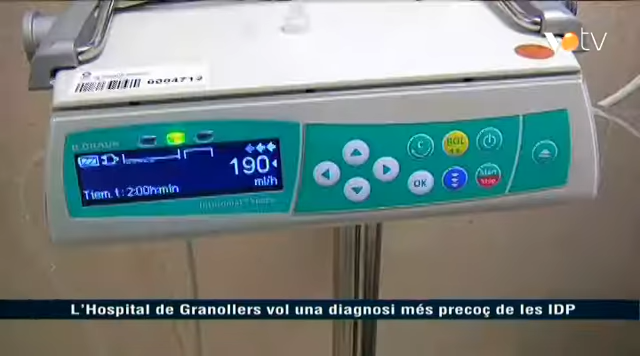 votv
0004712
B.BRAUN
190
ml/h
Tiem.t:2:00h:min
C
BOL
OK
Start
Stop
L'Hospital de Granollers vol una diagnosi més precoç de les IDP